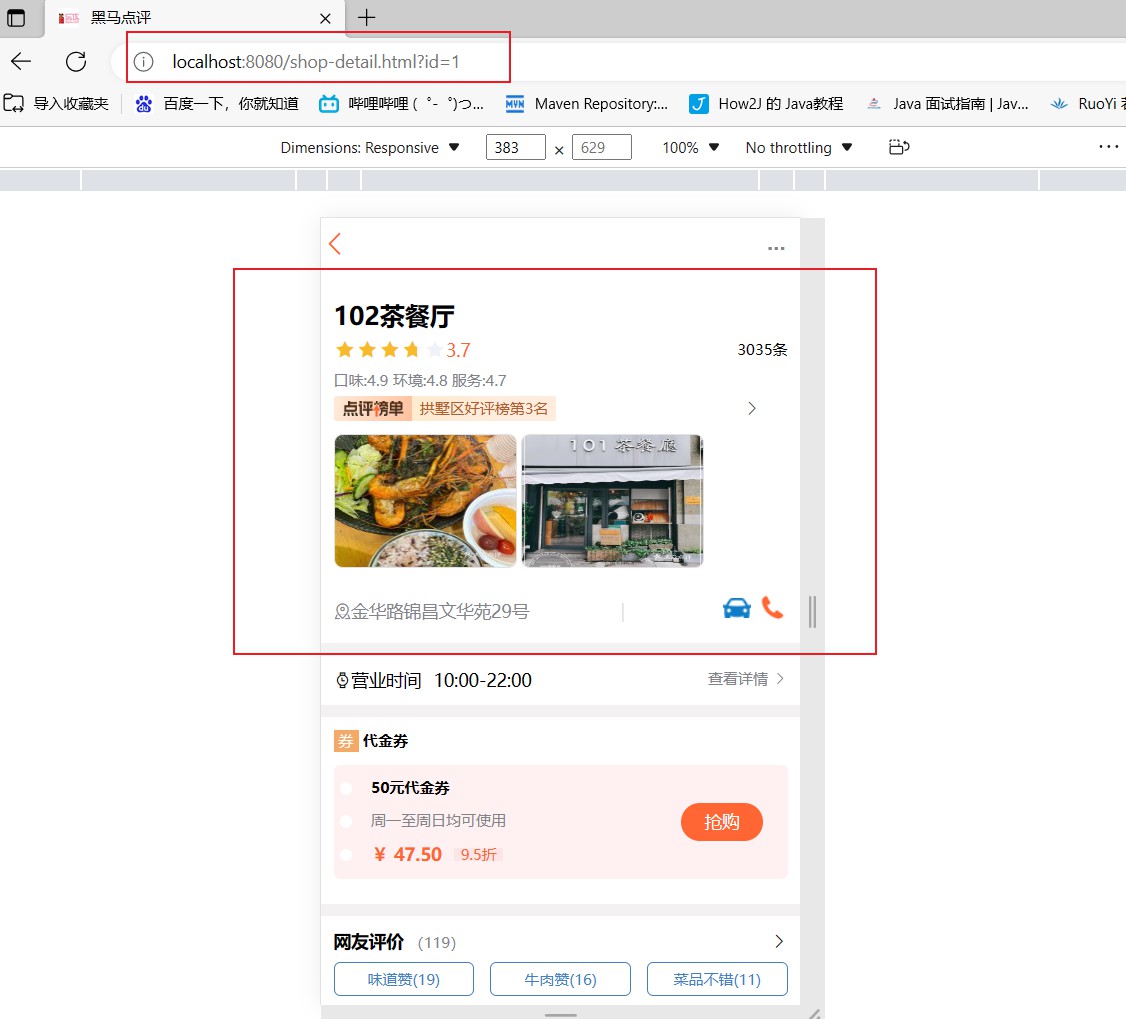 黑马点评
localhost:8080/shop-detail.html?id=1
导入收藏夹 百度一下，你就知道 哔哩哔哩 (゜-゜)つ... Maven Repository:... How2J 的 Java教程 Java 面试指南 | Jav... RuoYi
Dimensions: Responsive 383 × 629 100% No throttling
102茶餐厅
3.7 3035条
口味:4.9 环境:4.8 服务:4.7
点评榜单 拱墅区好评榜第3名
101 茶餐廳
金华路锦昌文华苑29号
营业时间 10:00-22:00 查看详情
券 代金券
50元代金券
周一至周日均可使用
抢购
¥ 47.50 9.5折
网友评价 (119)
味道赞(19) 牛肉赞(16) 菜品不错(11)